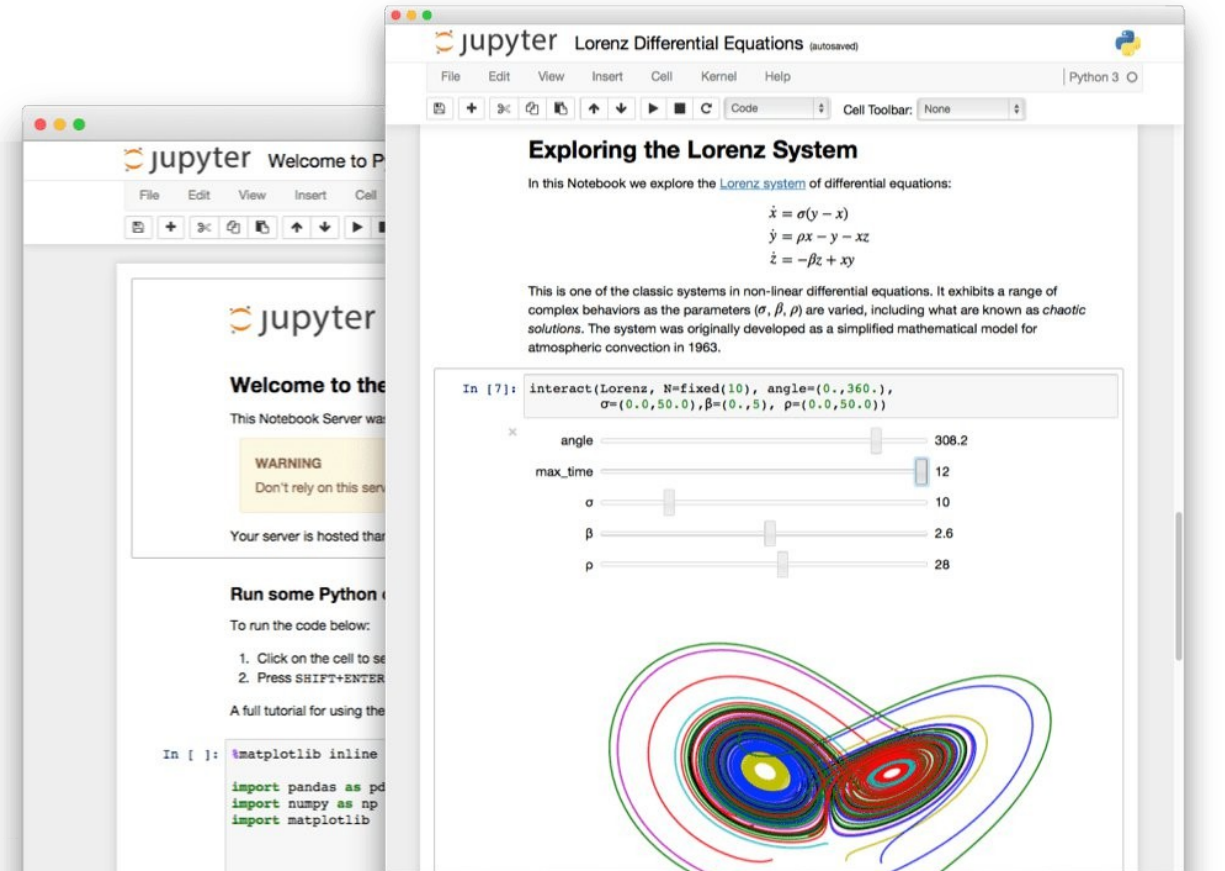 jupyter Lorenz Differential Equations (autosaved)
File Edit View Insert Cell Kernel Help Python 3
Code Cell Toolbar: None
Exploring the Lorenz System
In this Notebook we explore the Lorenz system of differential equations:
ẋ = σ(y − x)
ẏ = ρx − y − xz
ż = −βz + xy
This is one of the classic systems in non-linear differential equations. It exhibits a range of
complex behaviors as the parameters (σ, β, ρ) are varied, including what are known as chaotic
solutions. The system was originally developed as a simplified mathematical model for
atmospheric convection in 1963.
In [7]: interact(Lorenz, N=fixed(10), angle=(0.,360.),
σ=(0.0,50.0),β=(0.,5), ρ=(0.0,50.0))
angle 308.2
max_time 12
σ 10
β 2.6
ρ 28
jupyter Welcome to P
File Edit View Insert Cell
jupyter
Welcome to the
This Notebook Server was
WARNING
Don't rely on this serv
Your server is hosted than
Run some Python
To run the code below:
1. Click on the cell to se
2. Press SHIFT+ENTER
A full tutorial for using the
In [ ]: %matplotlib inline
import pandas as pd
import numpy as np
import matplotlib